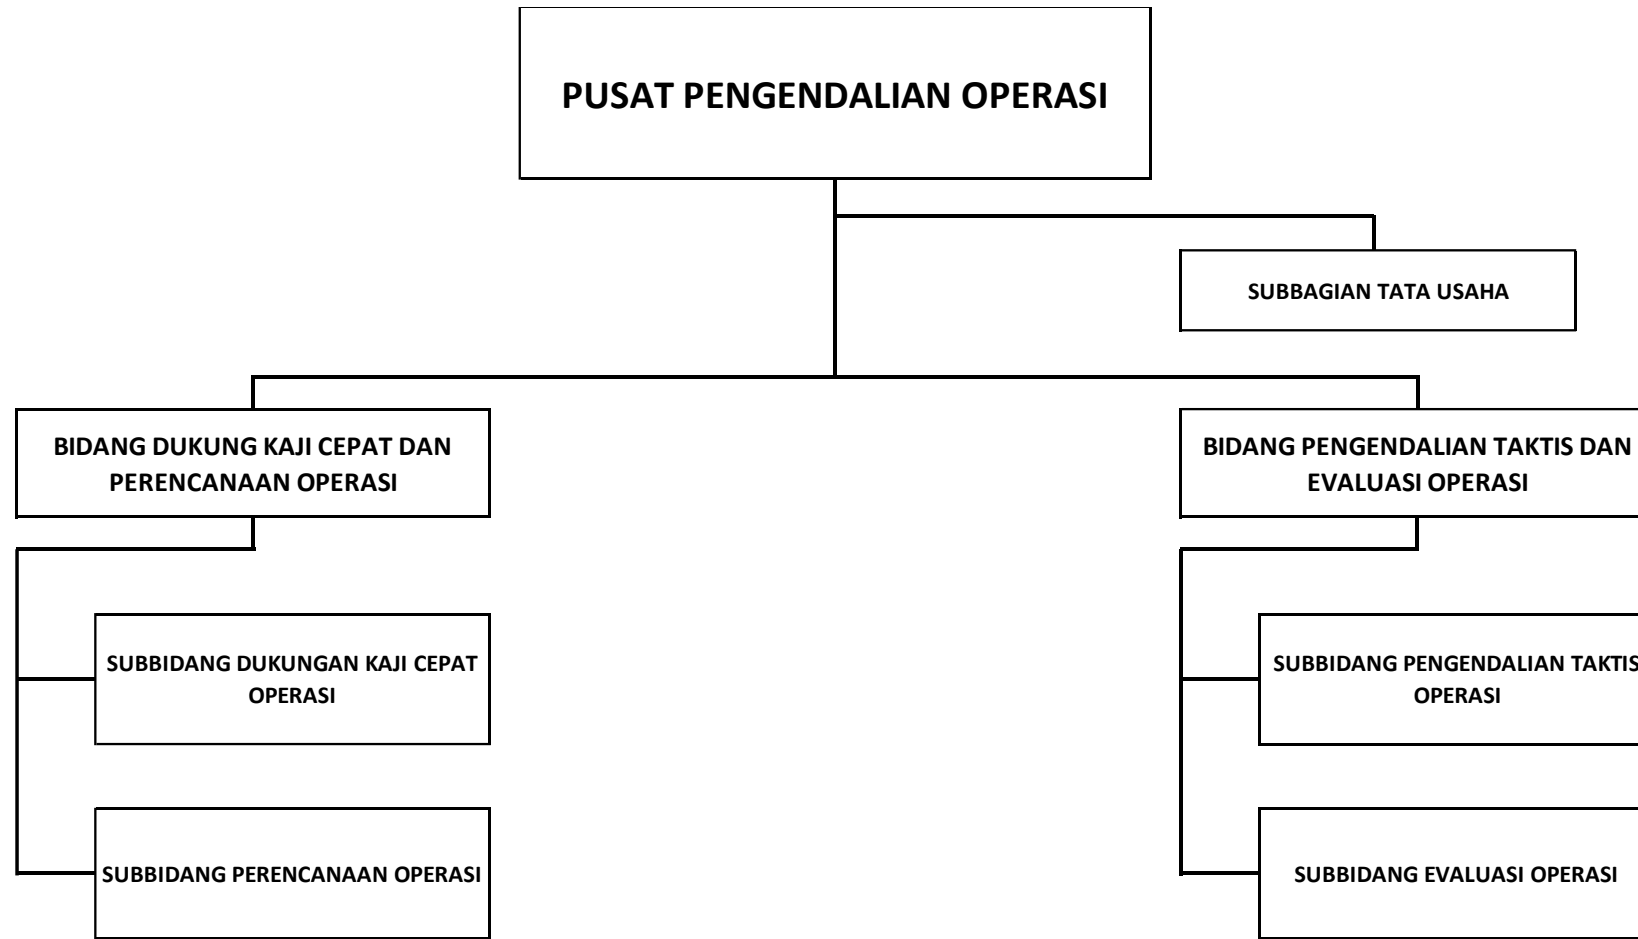 PUSAT PENGENDALIAN OPERASI
SUBBAGIAN TATA USAHA
BIDANG DUKUNG KAJI CEPAT DAN
PERENCANAAN OPERASI
BIDANG PENGENDALIAN TAKTIS DAN
EVALUASI OPERASI
SUBBIDANG DUKUNGAN KAJI CEPAT
OPERASI
SUBBIDANG PENGENDALIAN TAKTIS
OPERASI
SUBBIDANG PERENCANAAN OPERASI
SUBBIDANG EVALUASI OPERASI